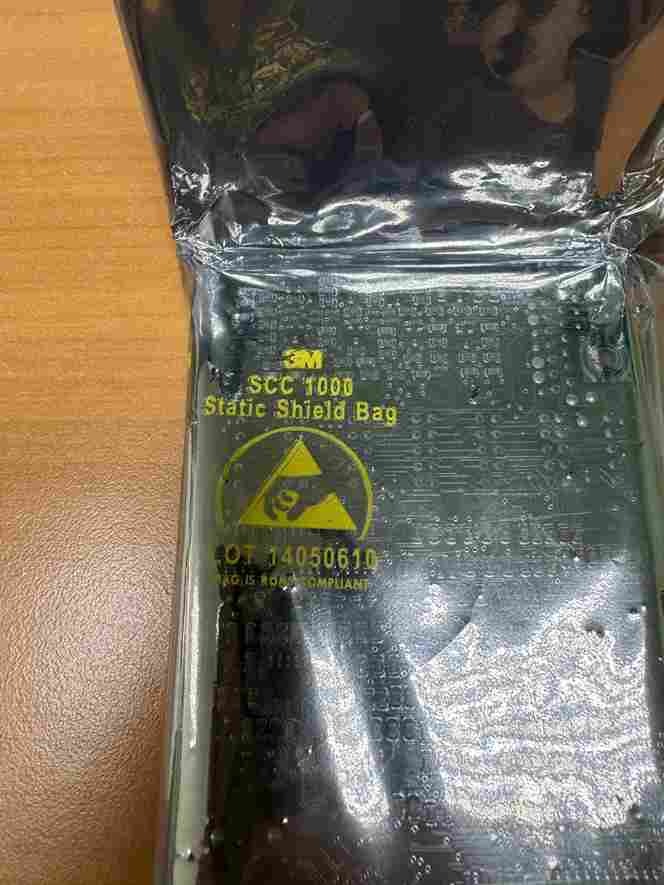 3M
SCC 1000
Static Shield Bag
LOT 14050610
BAG IS ROHS COMPLIANT